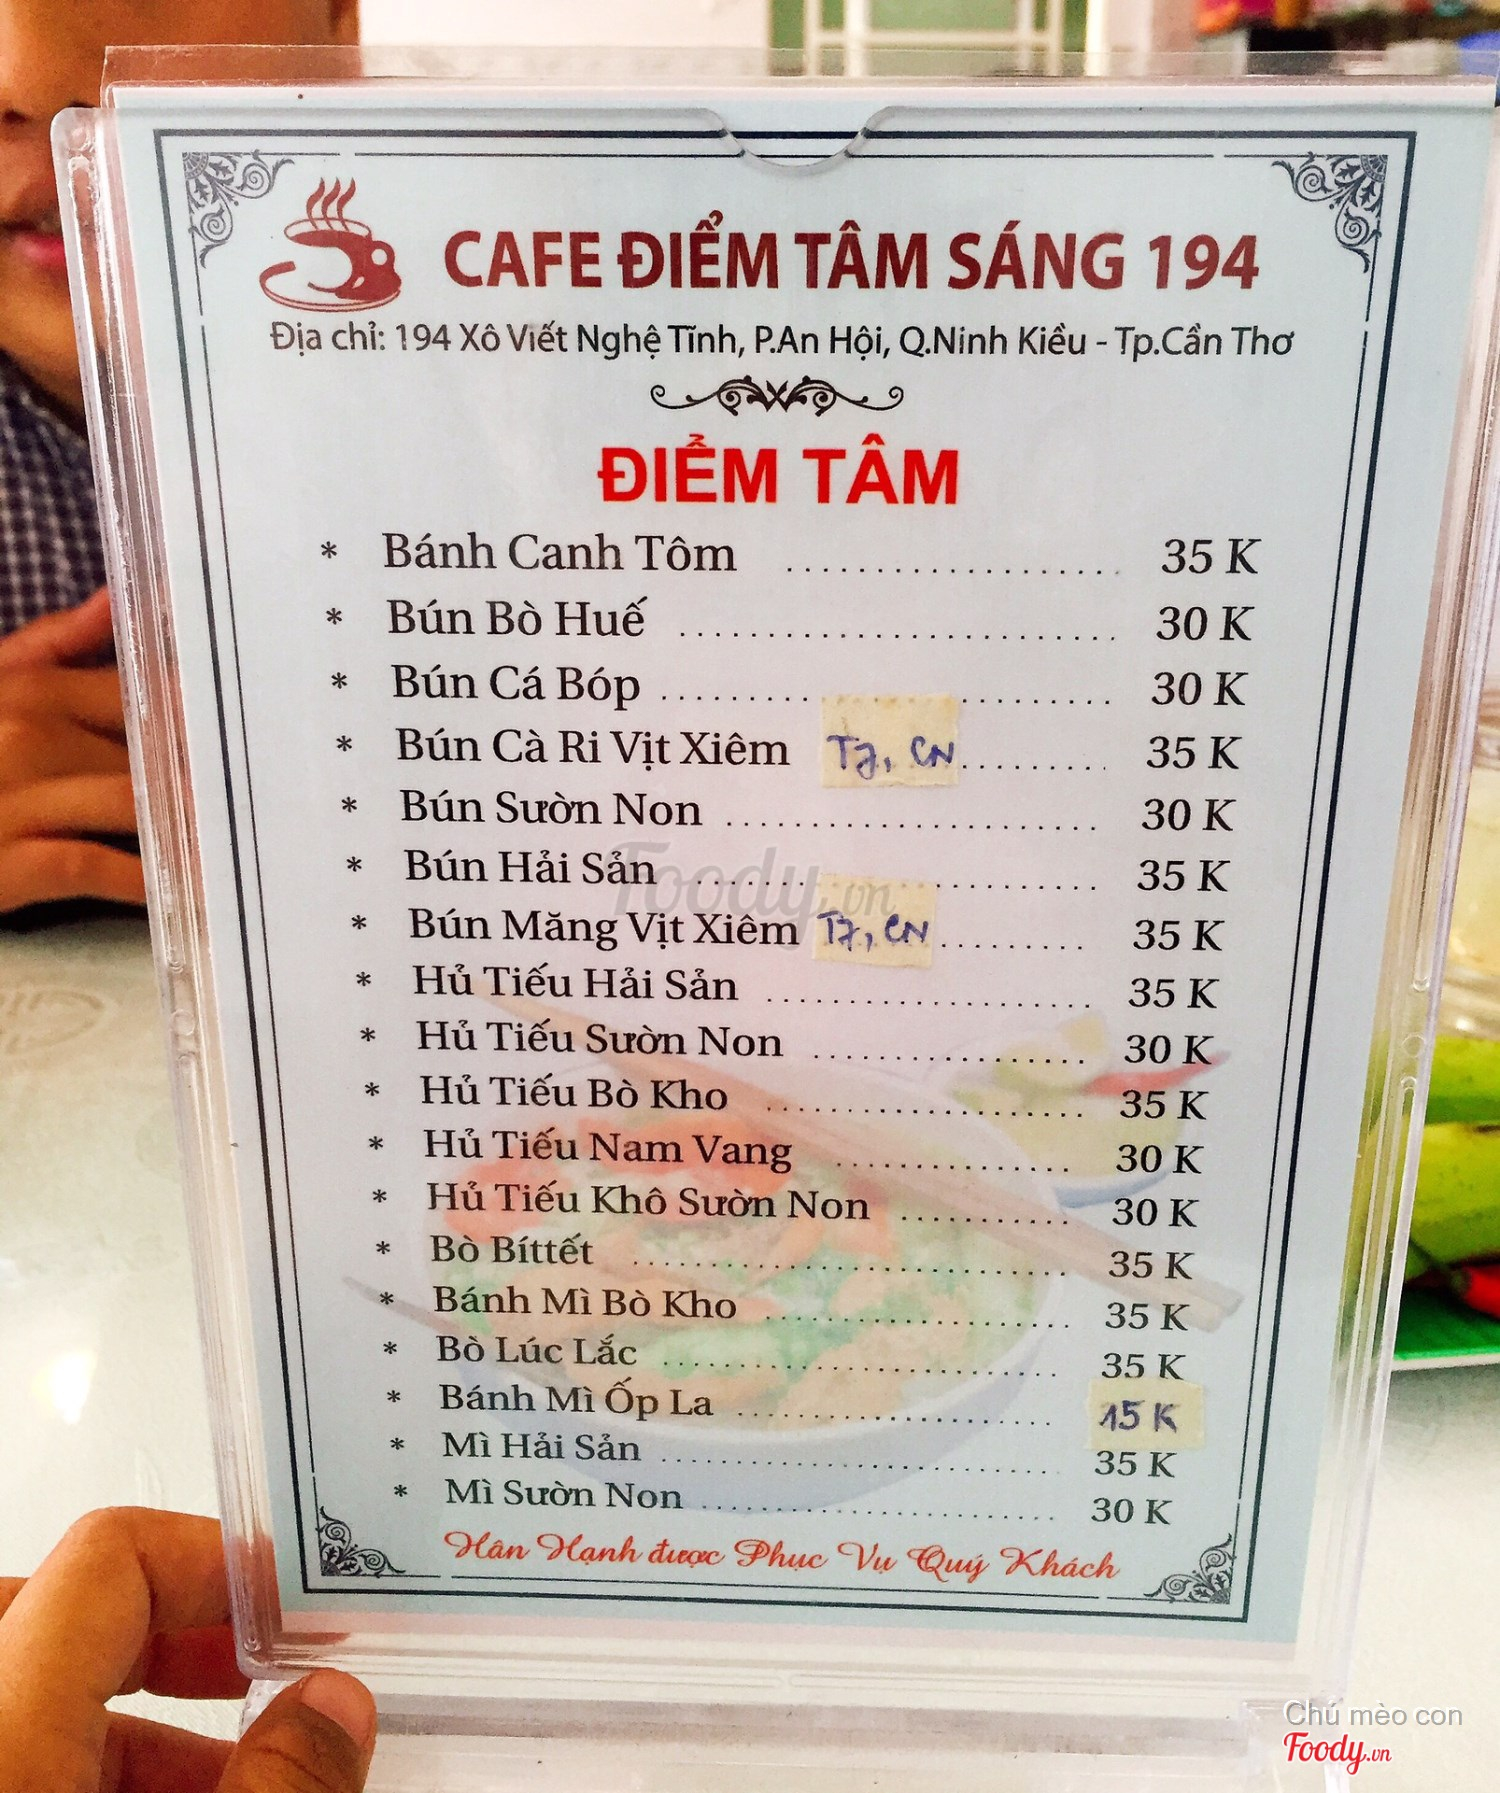 CAFE ĐIỂM TÂM SÁNG 194
Địa chỉ: 194 Xô Viết Nghệ Tĩnh, P.An Hội, Q.Ninh Kiều - Tp.Cần Thơ
ĐIỂM TÂM
* Bánh Canh Tôm .................... 35 K
* Bún Bò Huế .......................... 30 K
* Bún Cá Bóp .................. 30 K
* Bún Cà Ri Vịt Xiêm T7, CN ......... 35 K
* Bún Sườn Non ....................... 30 K
* Bún Hải Sản .................... 35 K
* Bún Măng Vịt Xiêm T7, CN ......... 35 K
* Hủ Tiếu Hải Sản .................... 35 K
* Hủ Tiếu Sườn Non ................. 30 K
* Hủ Tiếu Bò Kho .................... 35 K
* Hủ Tiếu Nam Vang ............... 30 K
* Hủ Tiếu Khô Sườn Non ........... 30 K
* Bò Bíttết ............................ 35 K
* Bánh Mì Bò Kho .................... 35 K
* Bò Lúc Lắc .......................... 35 K
* Bánh Mì Ốp La ..................... 15 K
* Mì Hải Sản .......................... 35 K
* Mì Sườn Non ........................ 30 K
Hân Hạnh được Phục Vụ Quý Khách
Foody.vn
Chú mèo con
Foody.vn